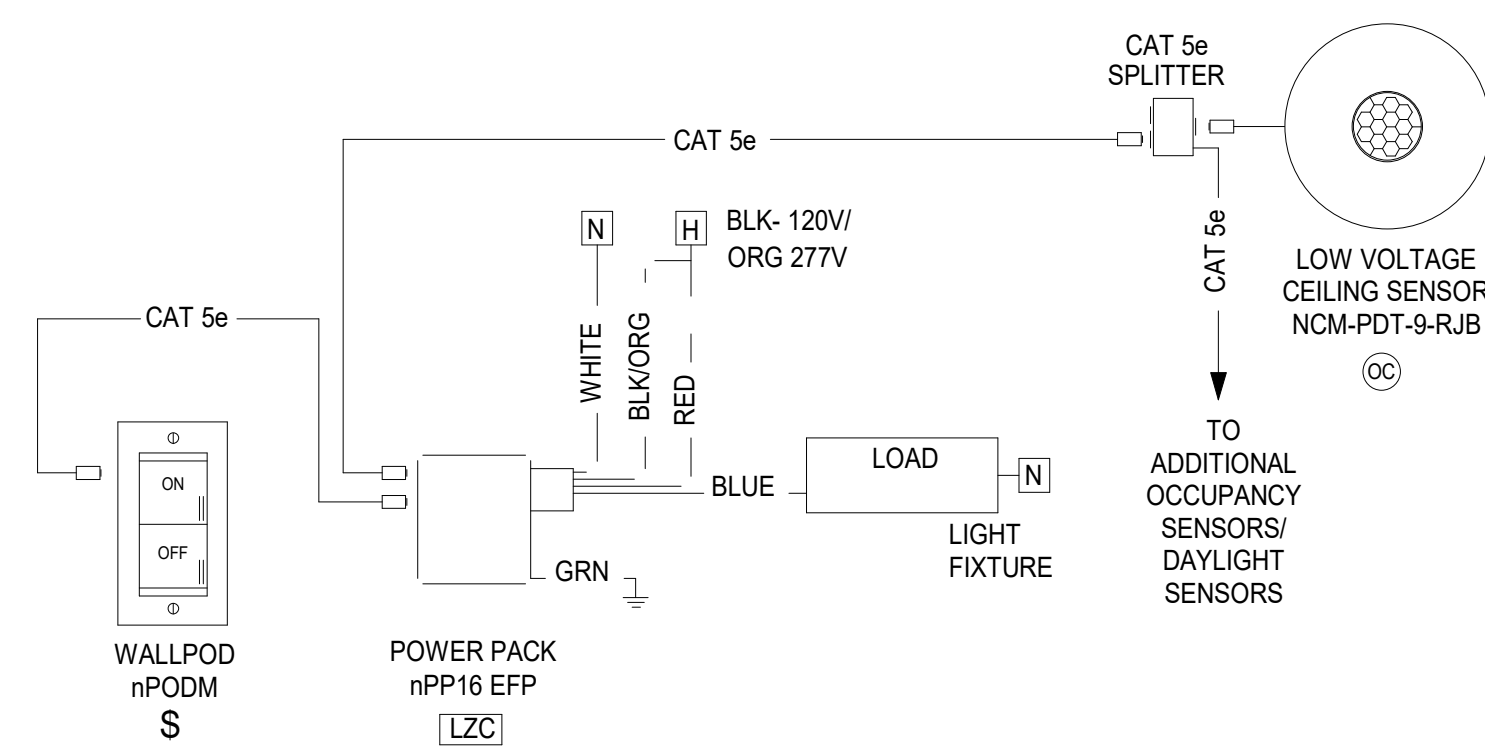 CAT 5e
SPLITTER
CAT 5e
N
H
BLK- 120V/
ORG 277V
CAT 5e
LOW VOLTAGE
CEILING SENSOR
NCM-PDT-9-RJB
OC
CAT 5e
WHITE
BLK/ORG
RED
ON
OFF
BLUE
LOAD
N
LIGHT
FIXTURE
GRN
TO
ADDITIONAL
OCCUPANCY
SENSORS/
DAYLIGHT
SENSORS
WALLPOD
nPODM
$
POWER PACK
nPP16 EFP
LZC